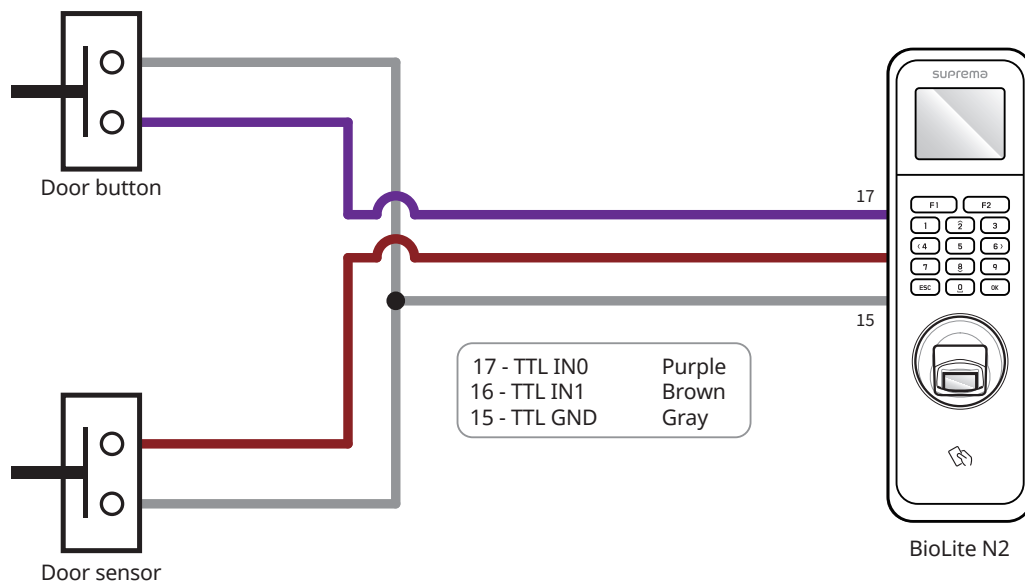 suprema
Door button
17
F1 F2
1 2 3
4 5 6
7 8 9
ESC 0 OK
15
17 - TTL IN0 Purple
16 - TTL IN1 Brown
15 - TTL GND Gray
BioLite N2
Door sensor